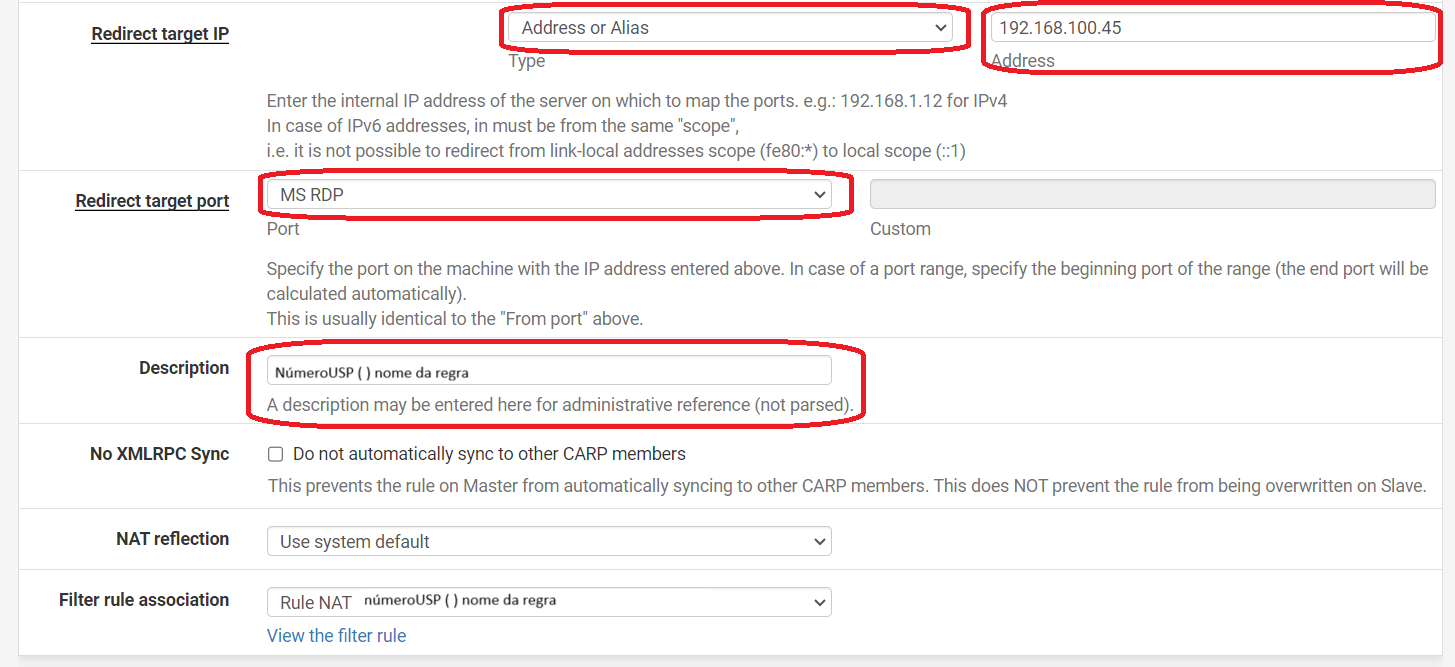 Redirect target IP
Address or Alias
192.168.100.45
Type
Address
Enter the internal IP address of the server on which to map the ports. e.g.: 192.168.1.12 for IPv4
In case of IPv6 addresses, in must be from the same "scope",
i.e. it is not possible to redirect from link-local addresses scope (fe80:*) to local scope (::1)
Redirect target port
MS RDP
Port
Custom
Specify the port on the machine with the IP address entered above. In case of a port range, specify the beginning port of the range (the end port will be
calculated automatically).
This is usually identical to the "From port" above.
Description
NúmeroUSP ( ) nome da regra
A description may be entered here for administrative reference (not parsed).
No XMLRPC Sync
Do not automatically sync to other CARP members
This prevents the rule on Master from automatically syncing to other CARP members. This does NOT prevent the rule from being overwritten on Slave.
NAT reflection
Use system default
Filter rule association
Rule NAT númeroUSP ( ) nome da regra
View the filter rule